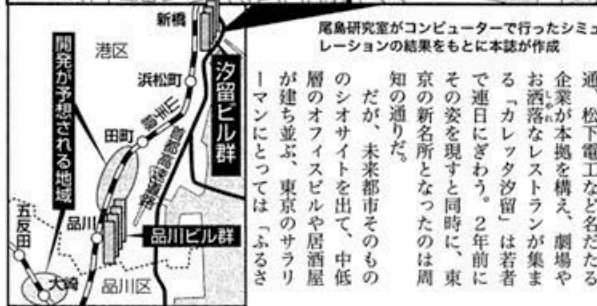 尾島研究室がコンピューターで行ったシミュ
レーションの結果をもとに本誌が作成
新橋
港区
汐留ビル群
浜松町
開発が予想される地域
山手線
首都高速道路
田町
品川
品川ビル群
五反田
大崎
品川区
通、松下電工など名だたる
企業が本拠を構え、劇場や
お洒落なレストランが集ま
しゃれ
る「カレッタ汐留」は若者
で連日にぎわう。2年前に
その姿を現すと同時に、東
京の新名所となったのは周
知の通りだ。
だが、未来都市そのもの
のシオサイトを出て、中低
層のオフィスビルや居酒屋
が建ち並ぶ、東京のサラリ
ーマンにとっては「ふるさ